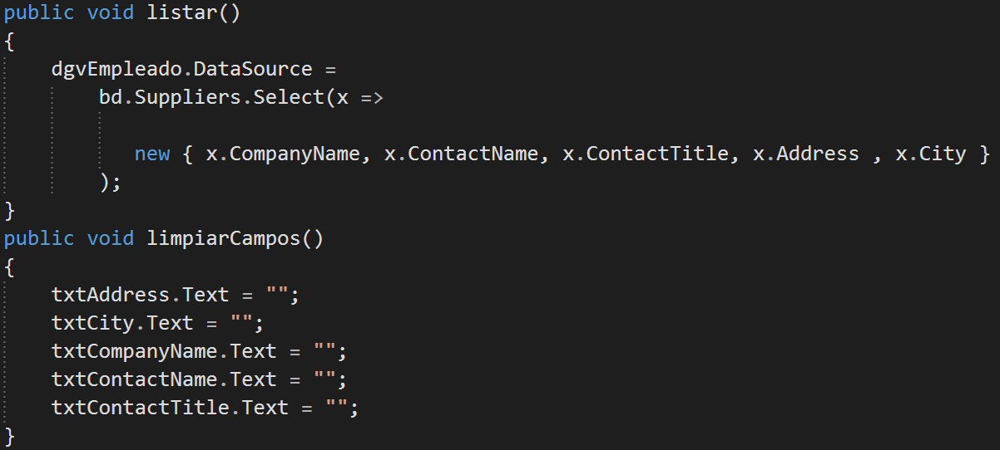 public void listar()
{
dgvEmpleado.DataSource =
bd.Suppliers.Select(x =>
new { x.CompanyName, x.ContactName, x.ContactTitle, x.Address , x.City }
);
}
public void limpiarCampos()
{
txtAddress.Text = "";
txtCity.Text = "";
txtCompanyName.Text = "";
txtContactName.Text = "";
txtContactTitle.Text = "";
}